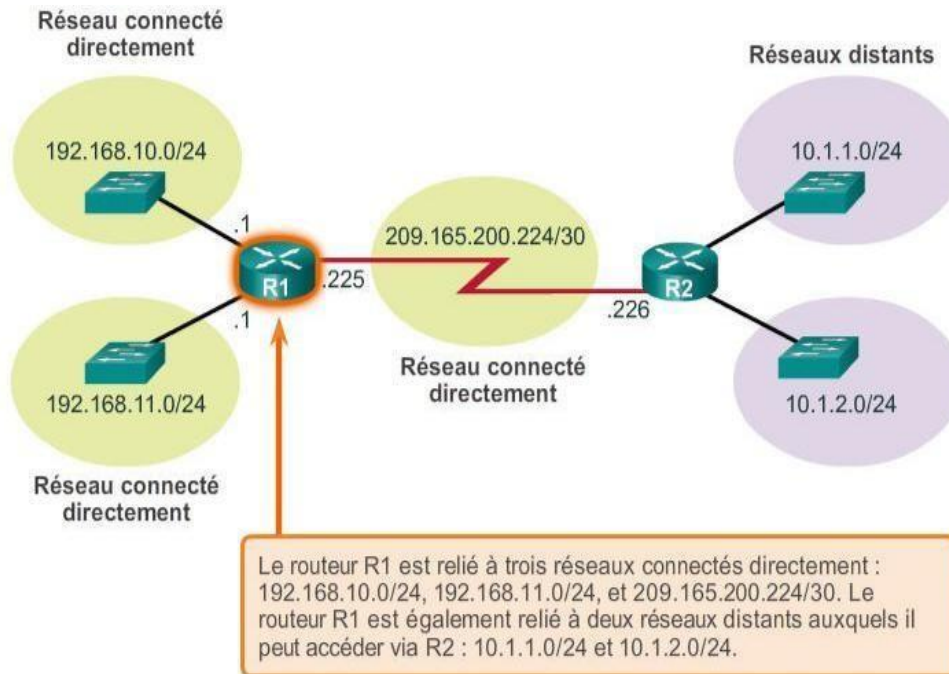 Réseau connecté
directement
Réseaux distants
192.168.10.0/24
10.1.1.0/24
.1
209.165.200.224/30
R1
.225
R2
.226
.1
192.168.11.0/24
Réseau connecté
directement
10.1.2.0/24
Réseau connecté
directement
Le routeur R1 est relié à trois réseaux connectés directement :
192.168.10.0/24, 192.168.11.0/24, et 209.165.200.224/30. Le
routeur R1 est également relié à deux réseaux distants auxquels il
peut accéder via R2 : 10.1.1.0/24 et 10.1.2.0/24.